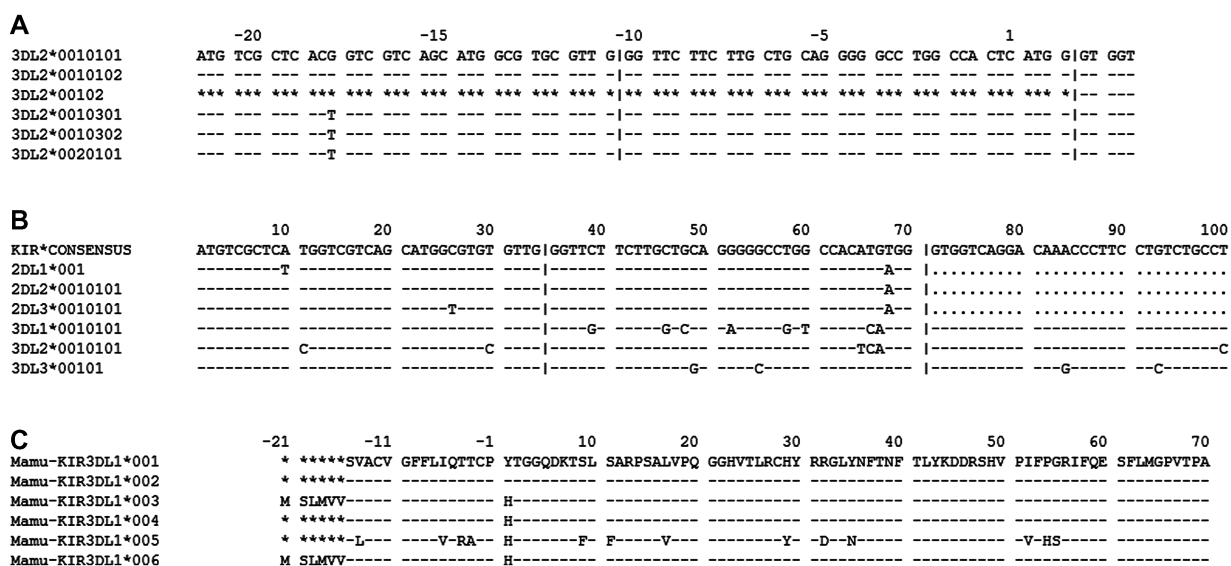 A
-20 -15 -10 -5 1
3DL2*0010101 ATG TCG CTC ACG GTC GTC AGC ATG GCG TGC GTT G|GG TTC TTC TTG CTG CAG GGG GCC TGG CCA CTC ATG G|GT GGT
3DL2*0010102 --- --- --- --- --- --- --- --- --- --- --- -|-- --- --- --- --- --- --- --- --- --- --- --- -|-- ---
3DL2*00102 *** *** *** *** *** *** *** *** *** *** *** *|** *** *** *** *** *** *** *** *** *** *** *** *|-- ---
3DL2*0010301 --- --- --- --T --- --- --- --- --- --- --- -|-- --- --- --- --- --- --- --- --- --- --- --- -|-- ---
3DL2*0010302 --- --- --- --T --- --- --- --- --- --- --- -|-- --- --- --- --- --- --- --- --- --- --- --- -|-- ---
3DL2*0020101 --- --- --- --T --- --- --- --- --- --- --- -|-- --- --- --- --- --- --- --- --- --- --- --- -|-- ---
B
10 20 30 40 50 60 70 80 90 100
KIR*CONSENSUS ATGTCGCTCA TGGTCGTCAG CATGGCGTGT GTTG|GGTTCT TCTTGCTGCA GGGGGCCTGG CCACATGTGG |GTGGTCAGGA CAAACCCTTC CTGTCTGCCT
2DL1*001 ---------T ---------- ---------- ----|------ ---------- ---------- -------A-- |.......... .......... ..........
2DL2*0010101 ---------- ---------- ---------- ----|------ ---------- ---------- -------A-- |.......... .......... ..........
2DL3*0010101 ---------- ---------- -----T---- ----|------ ---------- ---------- -------A-- |.......... .......... ..........
3DL1*0010101 ---------- ---------- ---------- ----|----G- -----G-C-- -A-----G-T -----CA--- |---------- ---------- ----------
3DL2*0010101 ---------- C--------- ---------C ----|------ ---------- ---------- ----TCA--- |---------- ---------- ---------C
3DL3*00101 ---------- ---------- ---------- ----|------ --------G- ----C----- ---------- |---------- ---G------ --C-------
C
-21 -11 -1 10 20 30 40 50 60 70
Mamu-KIR3DL1*001 * *****SVACV GFFLIQTTCP YTGGQDKTSL SARPSALVPQ GGHVTLRCHY RRGLYNFTNF TLYKDDRSHV PIFPGRIFQE SFLMGPVTPA
Mamu-KIR3DL1*002 * *****----- ---------- ---------- ---------- ---------- ---------- ---------- ---------- ----------
Mamu-KIR3DL1*003 M SLMVV----- ---------- H--------- ---------- ---------- ---------- ---------- ---------- ----------
Mamu-KIR3DL1*004 * *****----- ---------- H--------- ---------- ---------- ---------- ---------- ---------- ----------
Mamu-KIR3DL1*005 * *****-L--- ----V-RA-- H-------F- F-----V--- --------Y- -D--N----- ---------- -V-HS----- ----------
Mamu-KIR3DL1*006 M SLMVV----- ---------- H--------- ---------- ---------- ---------- ---------- ---------- ----------